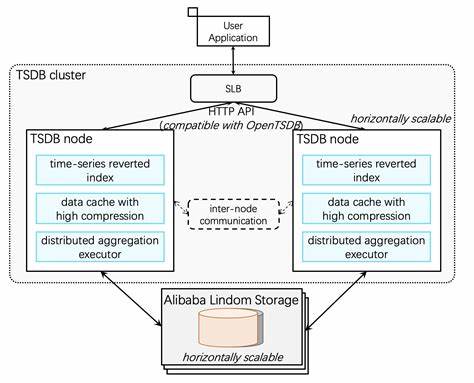 User
Application
TSDB cluster
SLB
HTTP API
(compatible with OpenTSDB)
horizontally scalable
TSDB node
time-series reverted
index
data cache with
high compression
distributed aggregation
executor
inter-node
communication
TSDB node
time-series reverted
index
data cache with
high compression
distributed aggregation
executor
Alibaba Lindom Storage
horizontally scalable